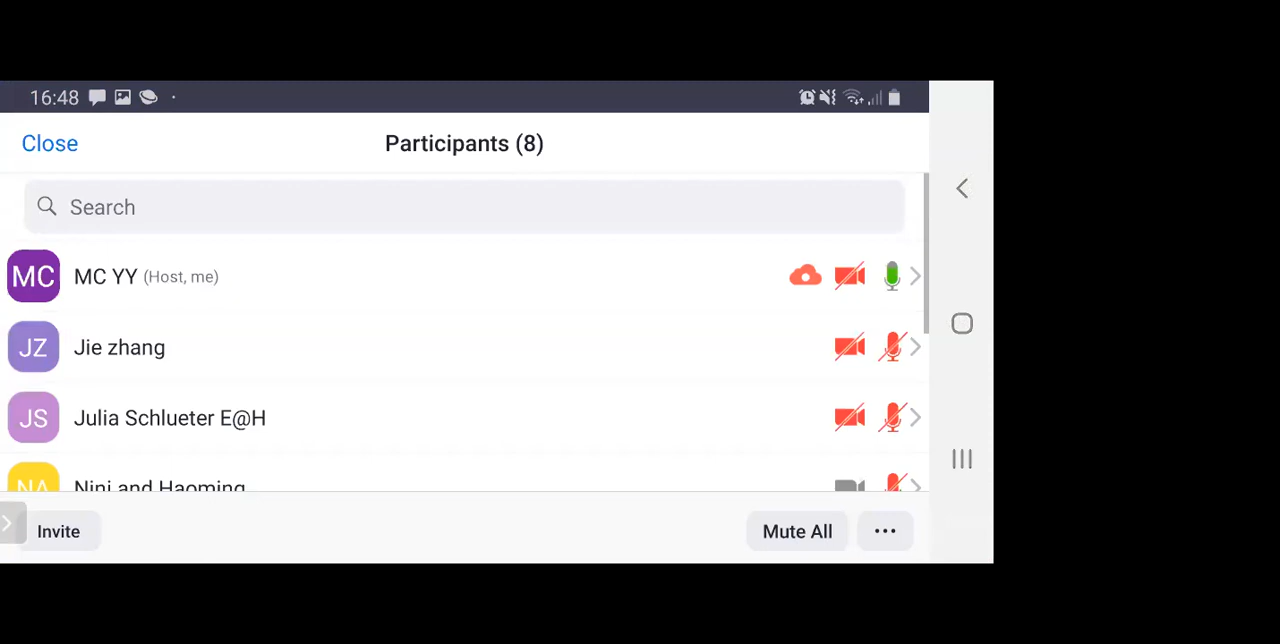 16:48
Close
Participants (8)
Search
MC MC YY (Host, me)
JZ Jie zhang
JS Julia Schlueter E@H
NA Nini and Haoming
Invite
Mute All